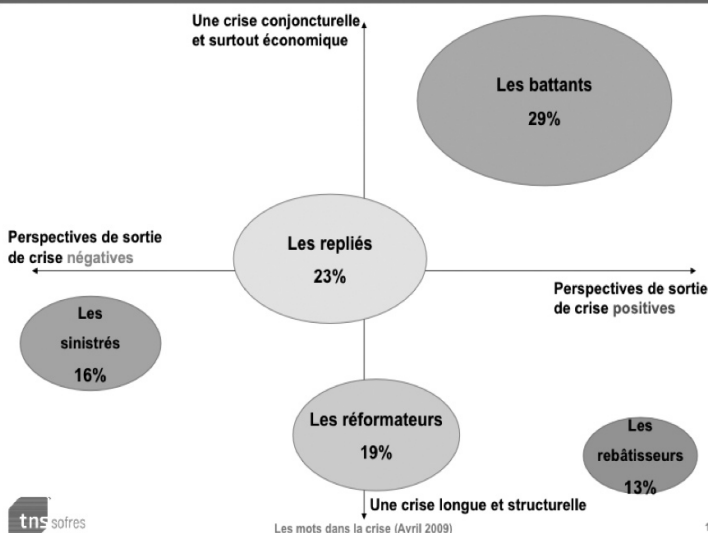 Une crise conjoncturelle
et surtout économique
Les battants
29%
Les repliés
23%
Perspectives de sortie
de crise négatives
Perspectives de sortie
de crise positives
Les
sinistrés
16%
Les réformateurs
19%
Les
rebâtisseurs
13%
Une crise longue et structurelle
tns sofres
Les mots dans la crise (Avril 2009)
1